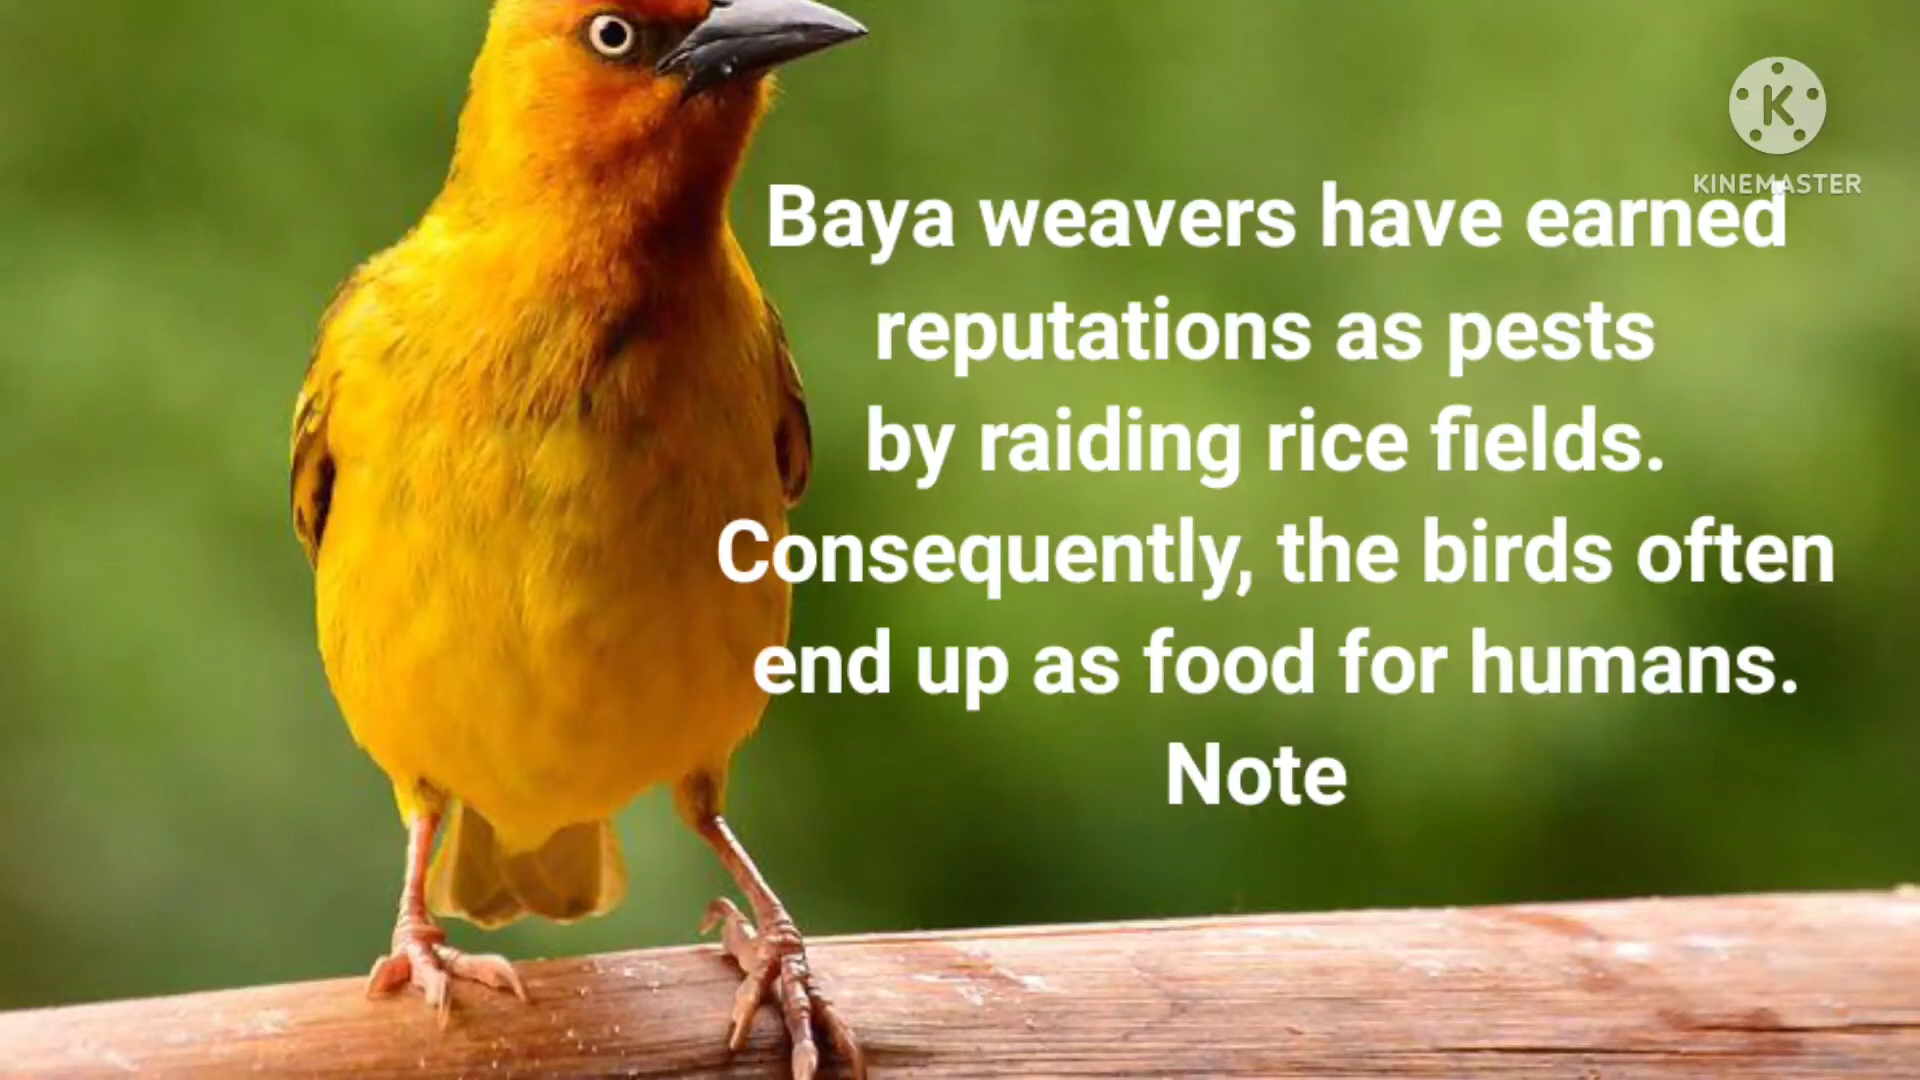 K
KINEMASTER
Baya weavers have earned
reputations as pests
by raiding rice fields.
Consequently, the birds often
end up as food for humans.
Note